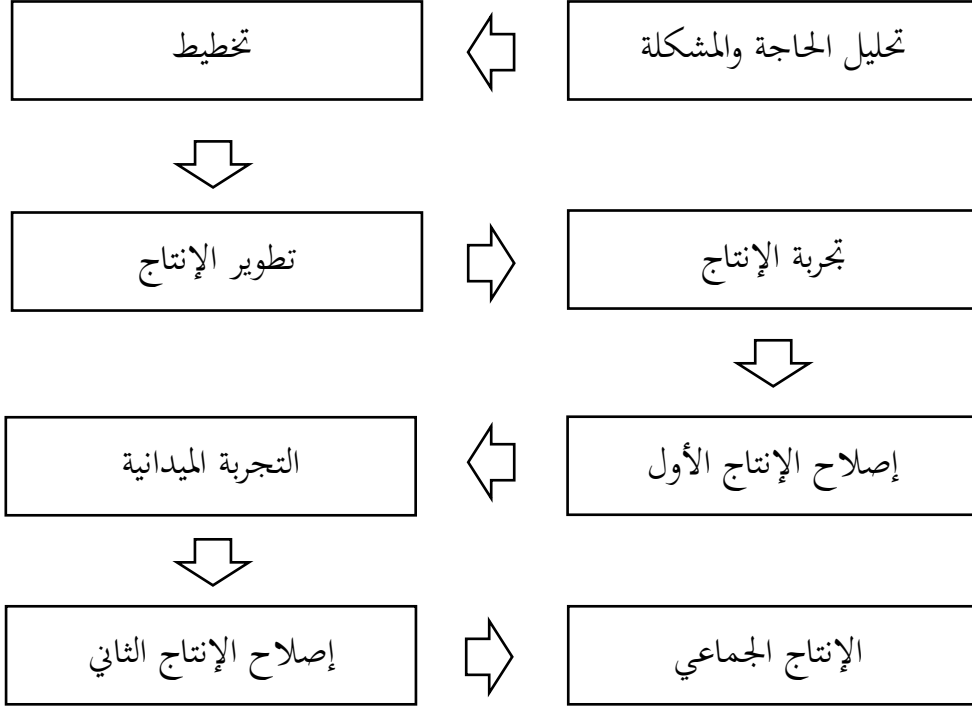 تحليل الحاجة والمشكلة
تخطيط
تطوير الإنتاج
تجربة الإنتاج
إصلاح الإنتاج الأول
التجربة الميدانية
إصلاح الإنتاج الثاني
الإنتاج الجماعي